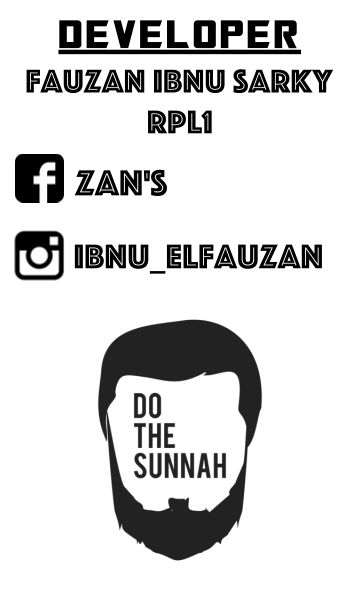 DEVELOPER
FAUZAN IBNU SARKY
RPL1
ZAN'S
IBNU_ELFAUZAN
DO
THE
SUNNAH